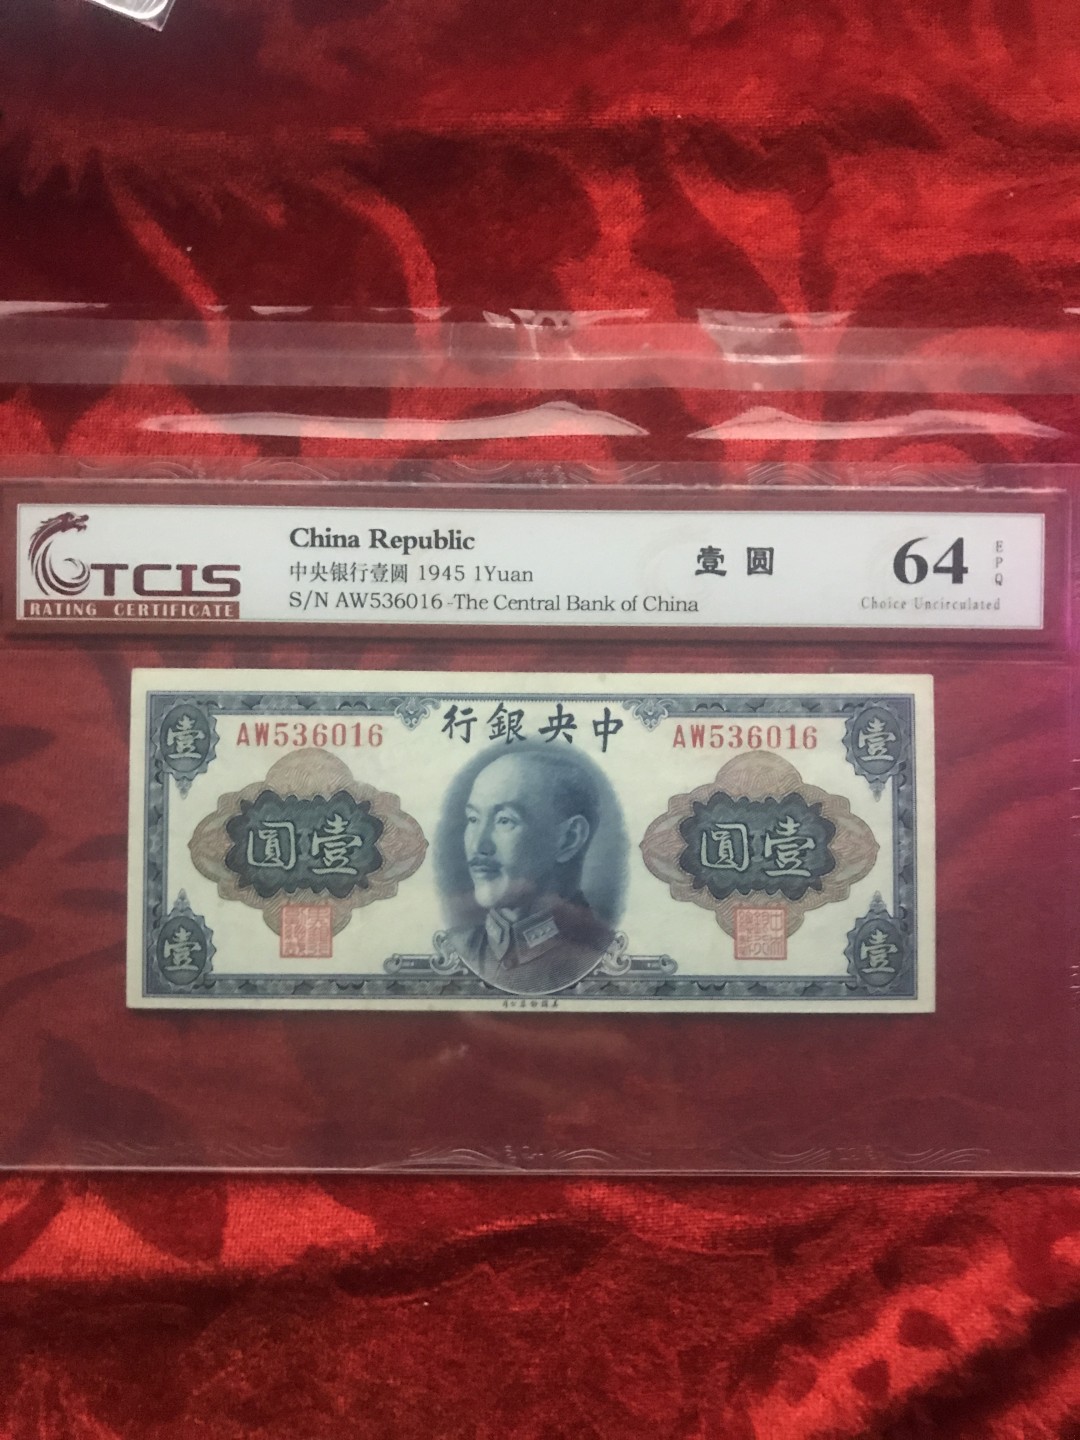 TCIS
RATING CERTIFICATE
China Republic
中央银行壹圆 1945 1Yuan
S/N AW536016-The Central Bank of China
壹圆
64
EPQ
Choice Uncirculated
行銀央中
AW536016
AW536016
壹
壹
圓壹
圓壹
壹
壹